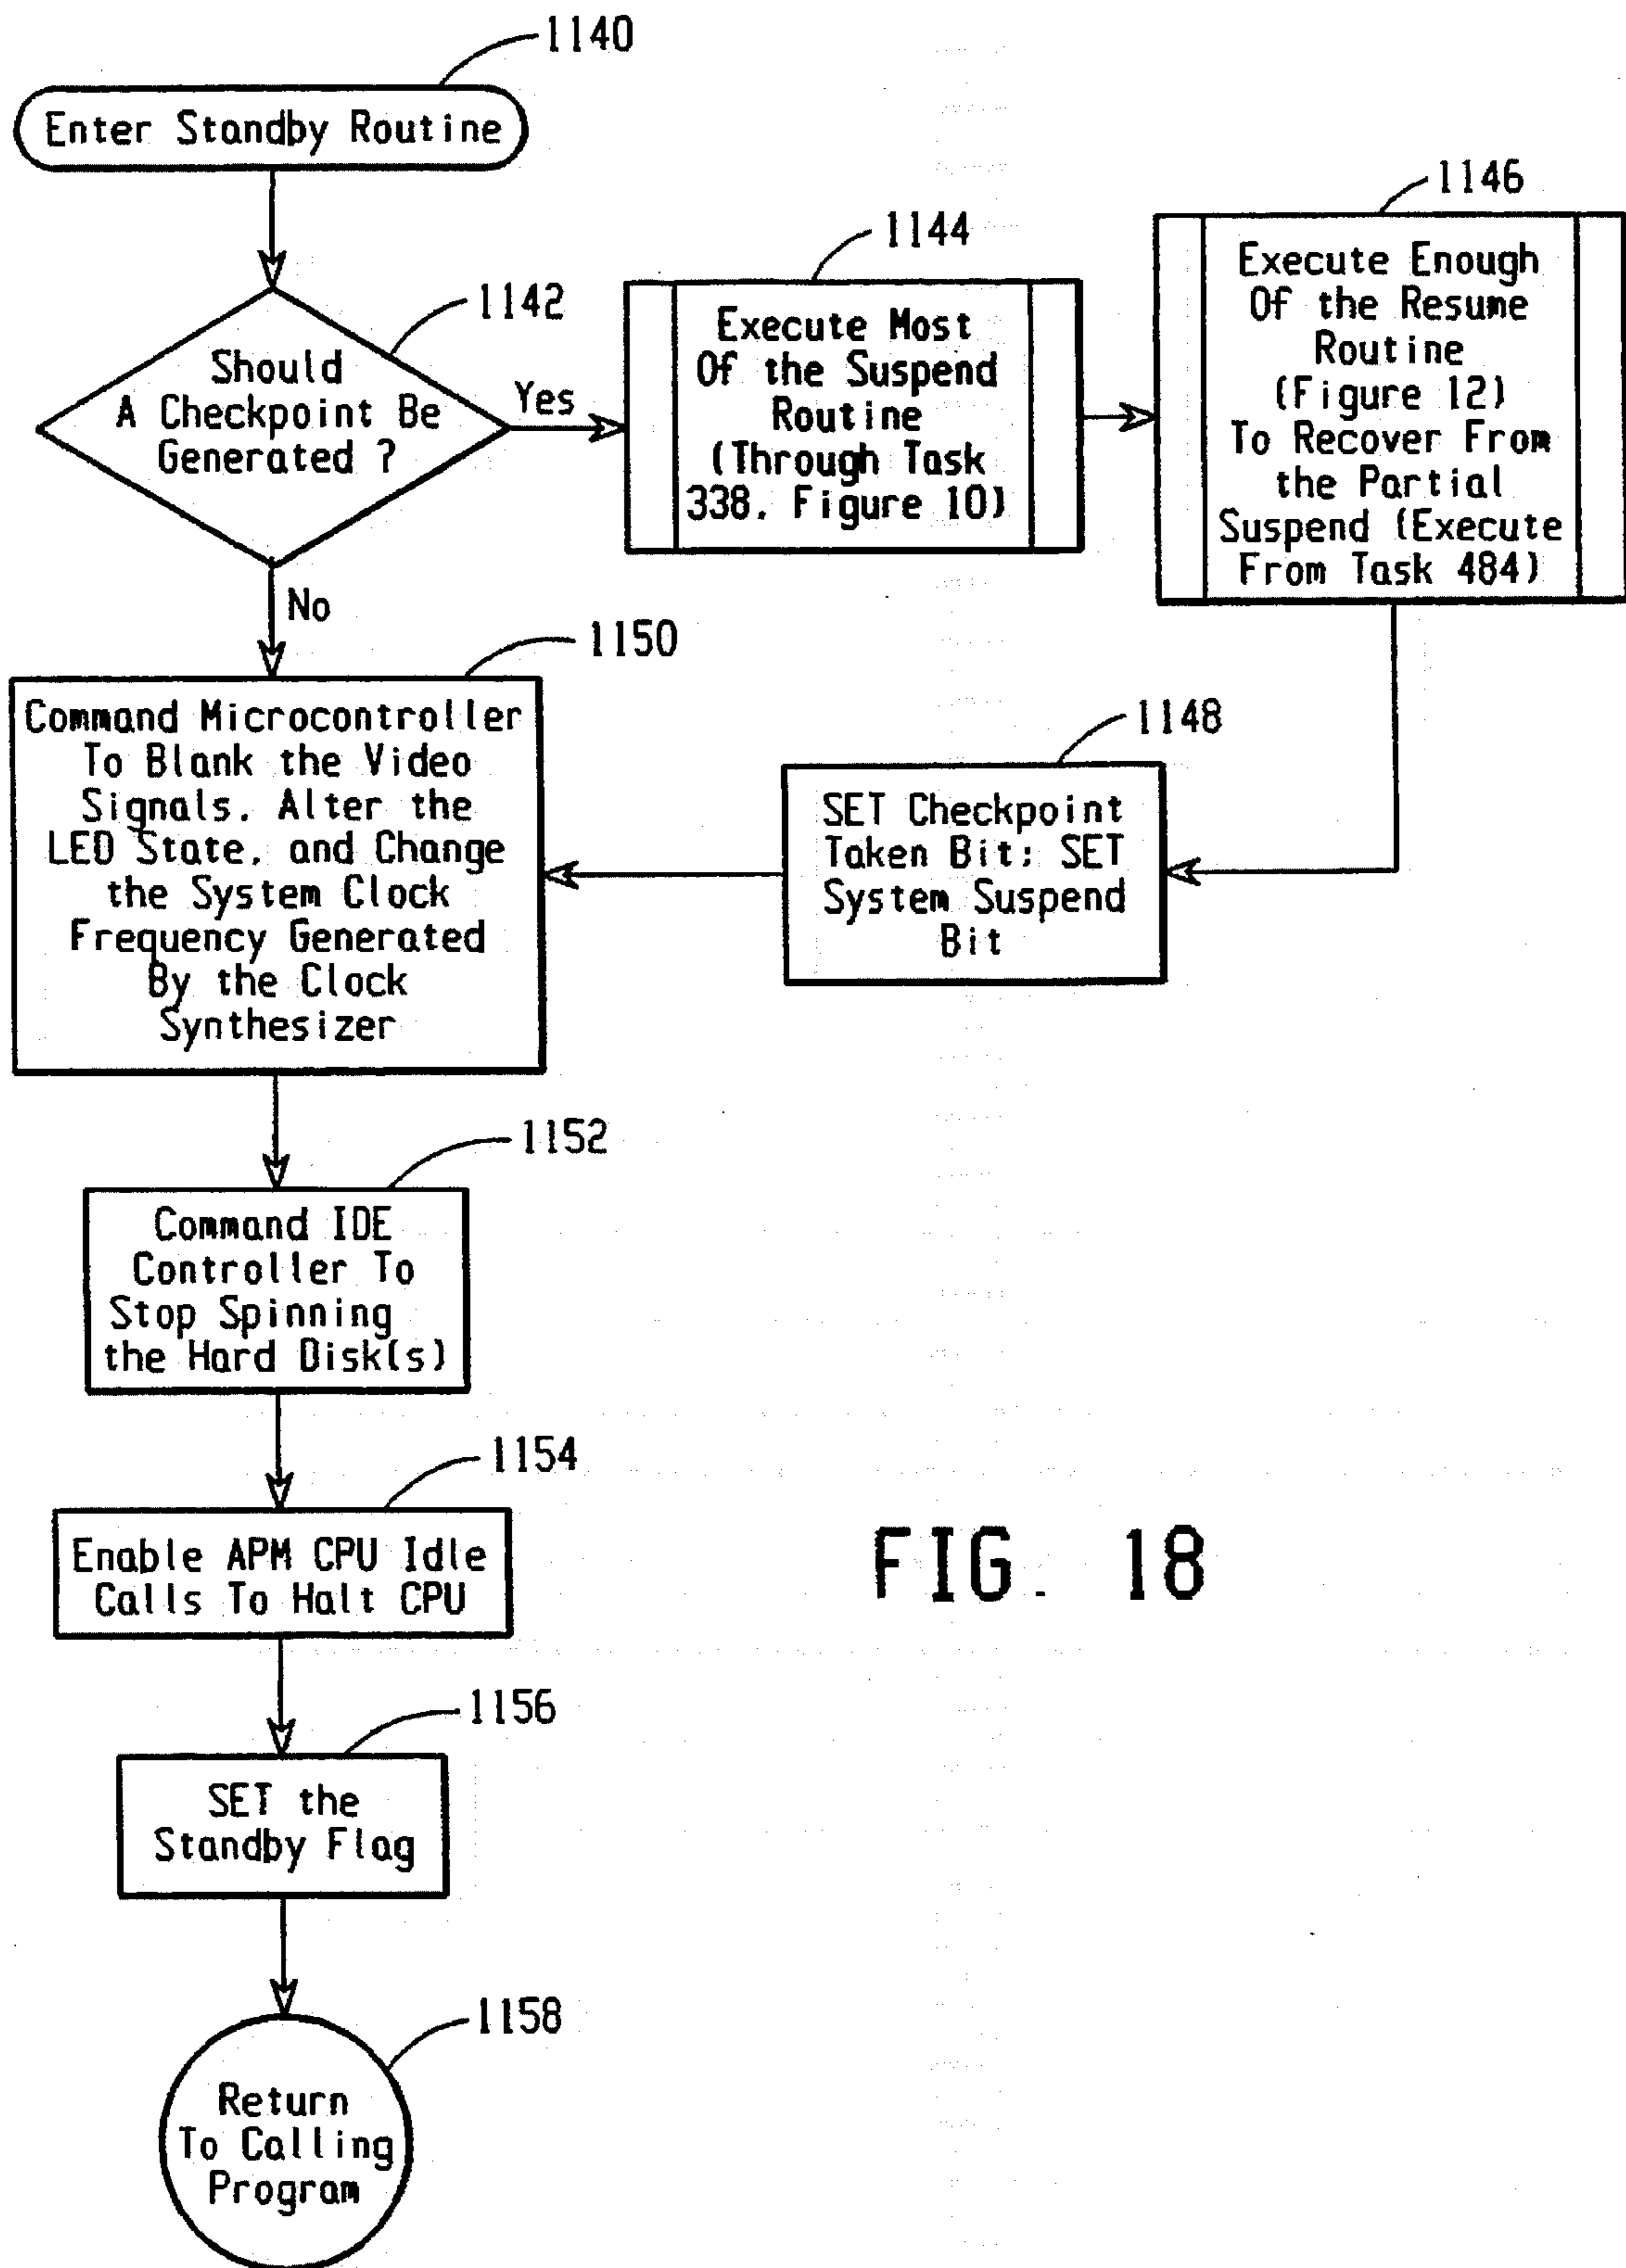 1140
Enter Standby Routine
1142
Should
A Checkpoint Be
Generated ?
Yes
No
1144
Execute Most
Of the Suspend
Routine
(Through Task
338, Figure 10)
1146
Execute Enough
Of the Resume
Routine
(Figure 12)
To Recover From
the Partial
Suspend (Execute
From Task 484)
1148
SET Checkpoint
Taken Bit; SET
System Suspend
Bit
1150
Command Microcontroller
To Blank the Video
Signals, Alter the
LED State, and Change
the System Clock
Frequency Generated
By the Clock
Synthesizer
1152
Command IDE
Controller To
Stop Spinning
the Hard Disk(s)
1154
Enable APM CPU Idle
Calls To Halt CPU
1156
SET the
Standby Flag
1158
Return
To Calling
Program
FIG. 18